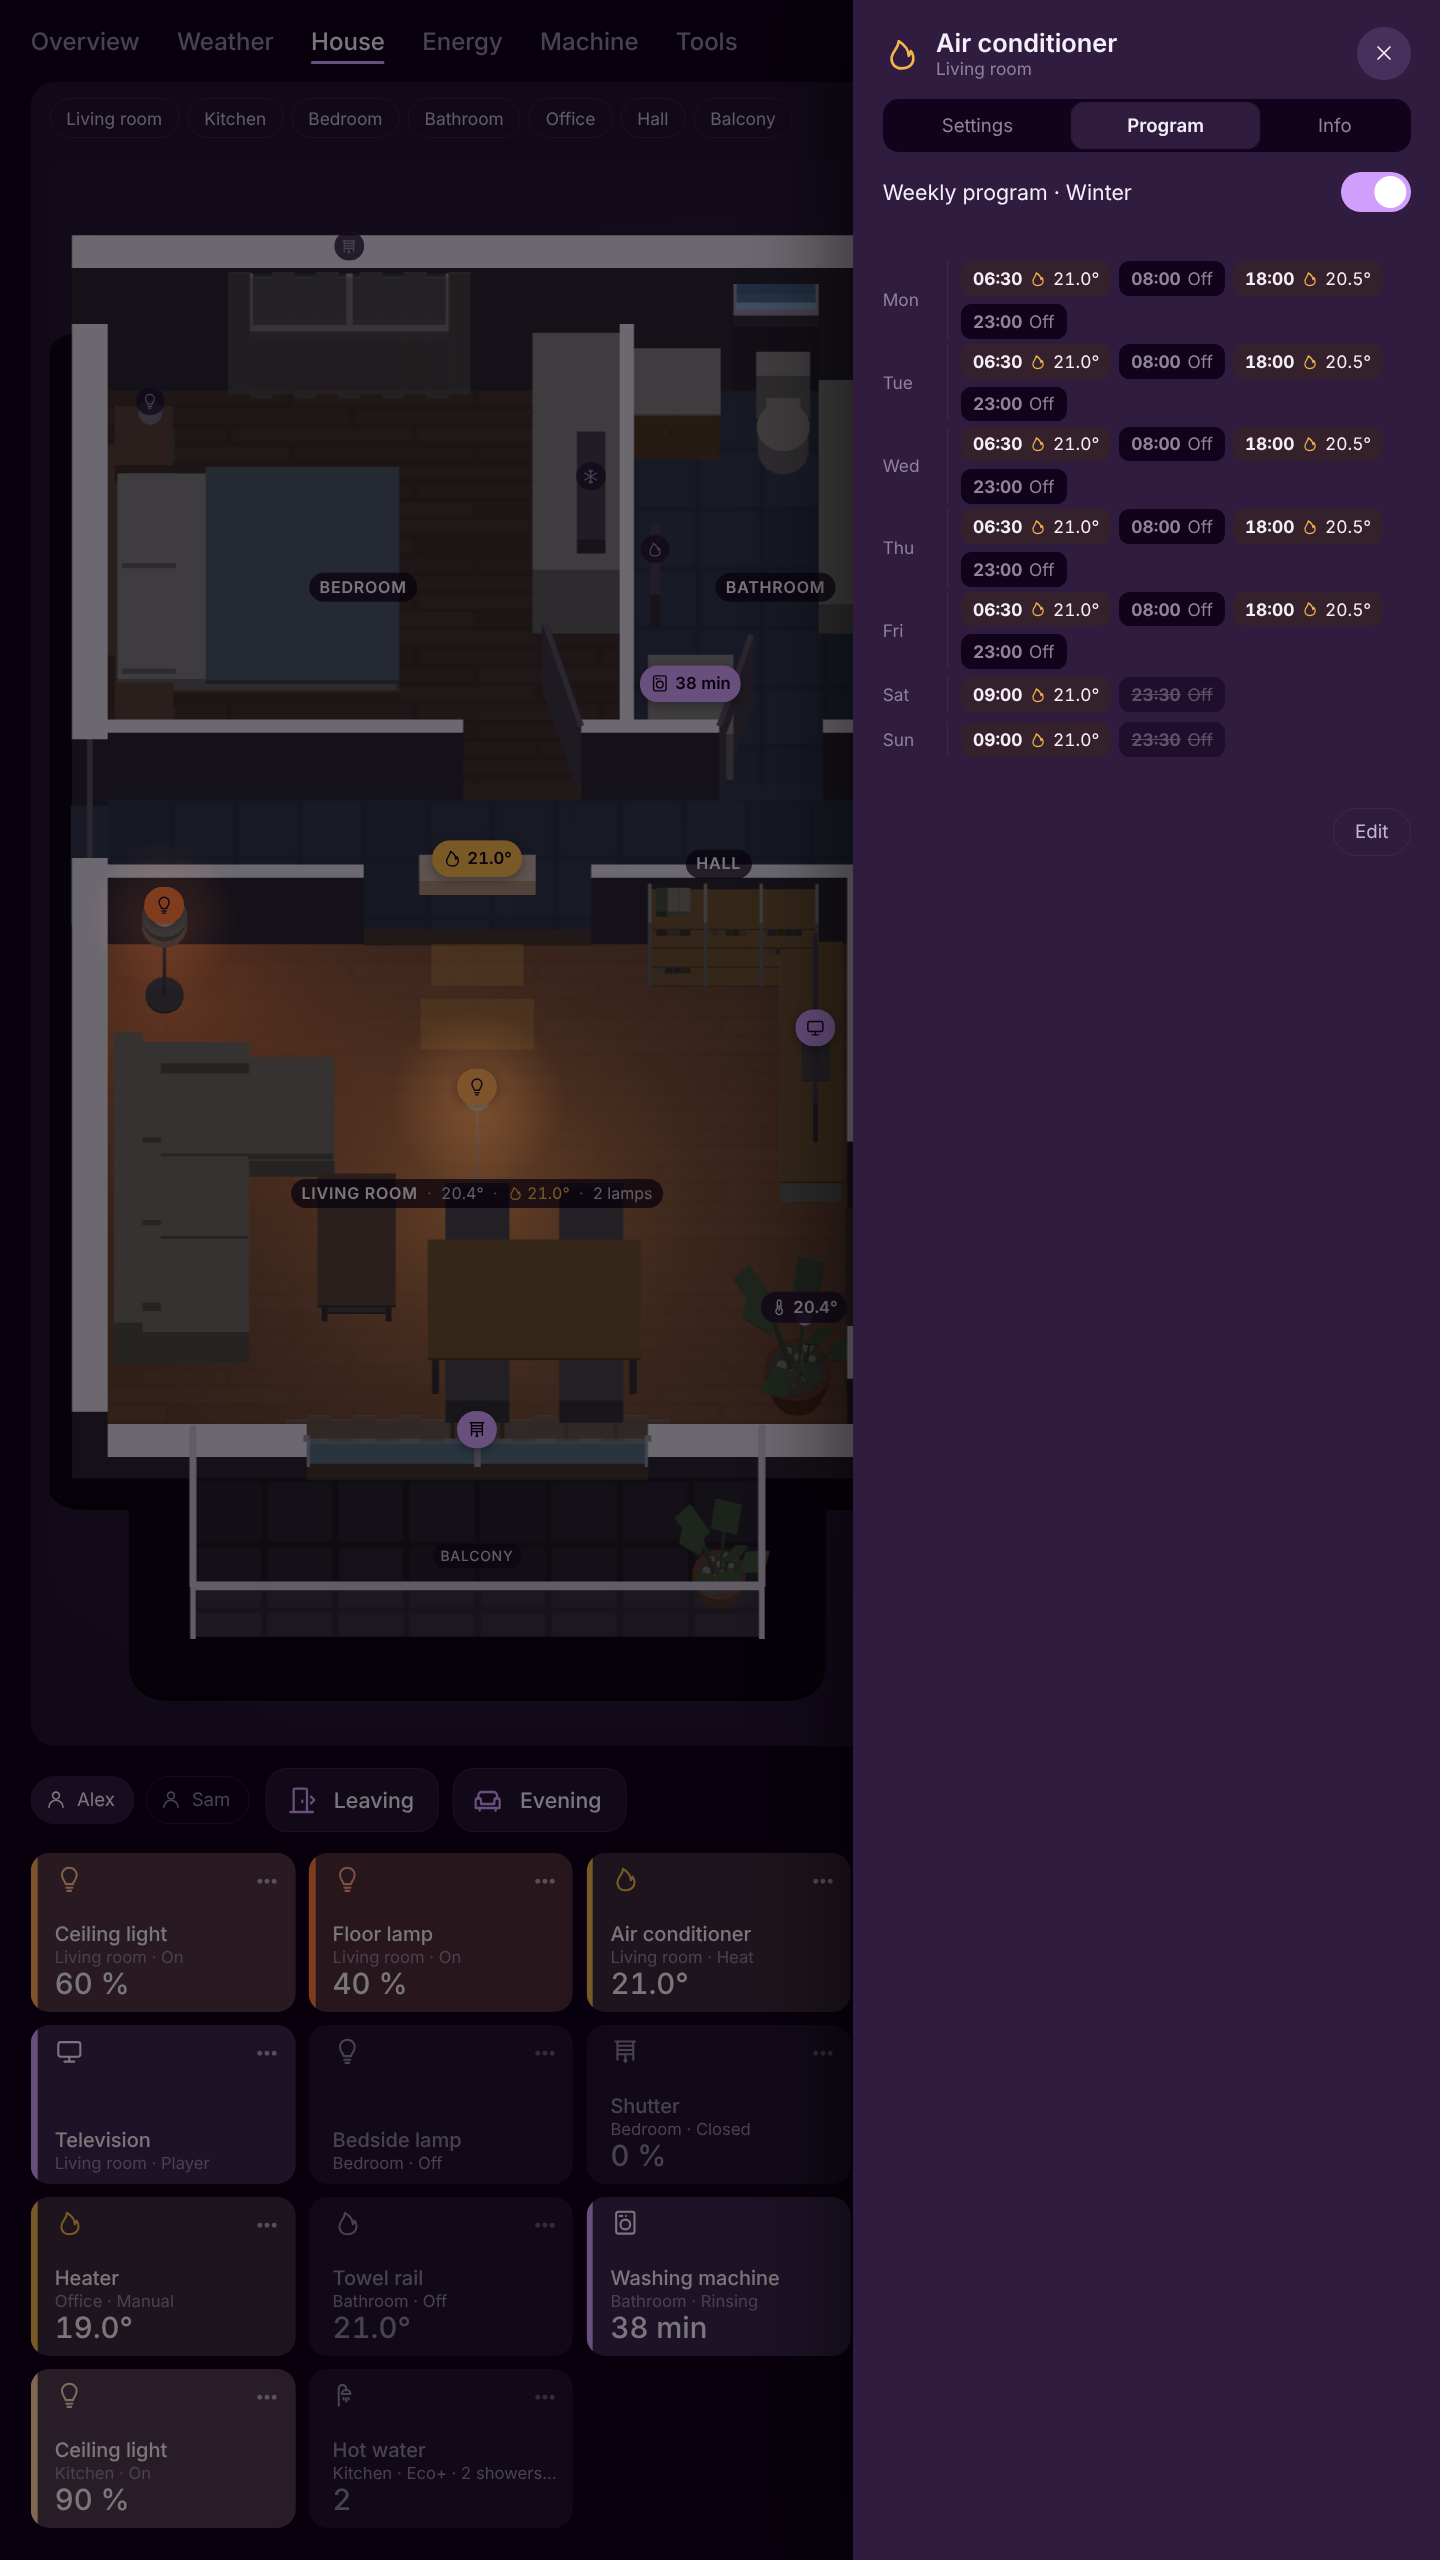 Overview Weather House Energy Machine Tools
Living room Kitchen Bedroom Bathroom Office Hall Balcony
BEDROOM
BATHROOM
38 min
21.0°
HALL
LIVING ROOM · 20.4° · 21.0° · 2 lamps
20.4°
BALCONY
Alex Sam Leaving Evening
Ceiling light
Living room · On
60 %
Floor lamp
Living room · On
40 %
Air conditioner
Living room · Heat
21.0°
Television
Living room · Player
Bedside lamp
Bedroom · Off
Shutter
Bedroom · Closed
0 %
Heater
Office · Manual
19.0°
Towel rail
Bathroom · Off
21.0°
Washing machine
Bathroom · Rinsing
38 min
Ceiling light
Kitchen · On
90 %
Hot water
Kitchen · Eco+ · 2 showers...
2
Air conditioner
Living room
Settings Program Info
Weekly program · Winter
Mon
06:30 21.0° 08:00 Off 18:00 20.5°
23:00 Off
Tue
06:30 21.0° 08:00 Off 18:00 20.5°
23:00 Off
Wed
06:30 21.0° 08:00 Off 18:00 20.5°
23:00 Off
Thu
06:30 21.0° 08:00 Off 18:00 20.5°
23:00 Off
Fri
06:30 21.0° 08:00 Off 18:00 20.5°
23:00 Off
Sat 09:00 21.0° 23:30 Off
Sun 09:00 21.0° 23:30 Off
Edit